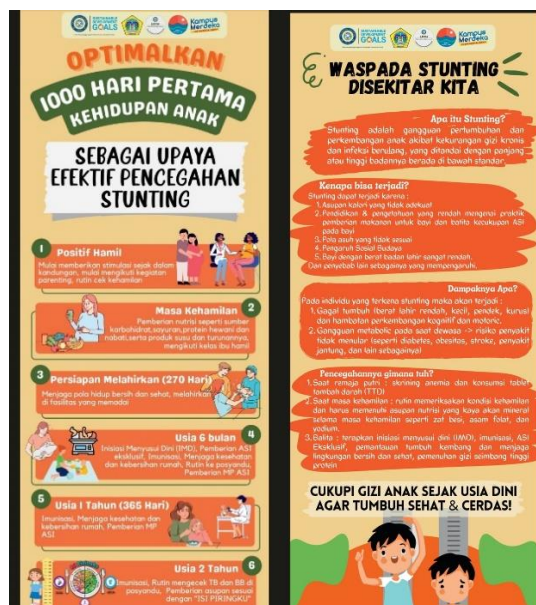 SUSTAINABLE
DEVELOPMENT
GOALS
Kampus
Merdeka
OPTIMALKAN
1000 HARI PERTAMA
KEHIDUPAN ANAK
SEBAGAI UPAYA
EFEKTIF PENCEGAHAN
STUNTING
1
Positif Hamil
Mulai memberikan stimulasi sejak dalam
kandungan, mulai mengikuti kegiatan
parenting, rutin cek kehamilan
Masa Kehamilan
2
Pemberian nutrisi seperti sumber
karbohidrat,sayuran,protein hewani dan
nabati,serta produk susu dan turunannya,
mengikuti kelas ibu hamil
3
Persiapan Melahirkan (270 Hari)
Menjaga pola hidup bersih dan sehat, melahirkan
di fasilitas yang memadai
Usia 6 bulan
4
Inisiasi Menyusui Dini (IMD), Pemberian ASI
eksklusif, Imunisasi, Menjaga kesehatan
dan kebersihan rumah, Rutin ke posyandu,
Pemberian MP ASI
5
Usia 1 Tahun (365 Hari)
Imunisasi, Menjaga kesehatan dan
kebersihan rumah, Pemberian MP
ASI
Usia 2 Tahun
6
Imunisasi, Rutin mengecek TB dan BB di
posyandu, Pemberian asupan sesuai
dengan "ISI PIRINGKU"
SUSTAINABLE
DEVELOPMENT
GOALS
Kampus
Merdeka
WASPADA STUNTING
DISEKITAR KITA
Apa itu Stunting?
Stunting adalah gangguan pertumbuhan dan
perkembangan anak akibat kekurangan gizi kronis
dan infeksi berulang, yang ditandai dengan panjang
atau tinggi badannya berada di bawah standar.
Kenapa bisa terjadi?
Stunting dapat terjadi karena :
1. Asupan kalori yang tidak adequat
2. Pendidikan & pengetahuan yang rendah mengenai praktik
pemberian makanan untuk bayi dan batita kecukupan ASI
pada bayi
3. Pola asuh yang tidak sesuai
4. Pengaruh Sosial Budaya
5. Bayi dengan berat badan lahir sangat rendah.
Dan penyebab lain sebagainya yang mempengaruhi.
Dampaknya Apa?
Pada individu yang terkena stunting maka akan terjadi :
1. Gagal tumbuh (berat lahir rendah, kecil, pendek, kurus)
dan hambatan perkembangan kognitif dan motoric.
2. Gangguan metabolic pada saat dewasa -> risiko penyakit
tidak menular (seperti diabetes, obesitas, stroke, penyakit
jantung, dan lain sebagainya)
Pencegahannya gimana tuh?
1. Saat remaja putri : skrining anemia dan konsumsi tablet
tambah darah (TTD)
2. Saat masa kehamilan : rutin memeriksakan kondisi kehamilan
dan harus memenuhi asupan nutrisi yang kaya akan mineral
selama masa kehamilan seperti zat besi, asam folat, dan
yodium.
3. Balita : terapkan inisiasi menyusui dini (IMD), imunisasi, ASI
Eksklusif, pemantauan tumbuh kembang dan menjaga
lingkungan bersih dan sehat, pemenuhan gizi seimbang tinggi
protein
CUKUPI GIZI ANAK SEJAK USIA DINI
AGAR TUMBUH SEHAT & CERDAS!